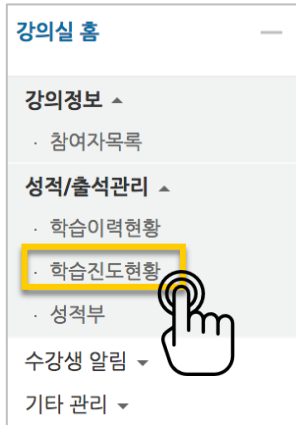 강의실 홈
강의정보
· 참여자목록
성적/출석관리
· 학습이력현황
· 학습진도현황
· 성적부
수강생 알림
기타 관리